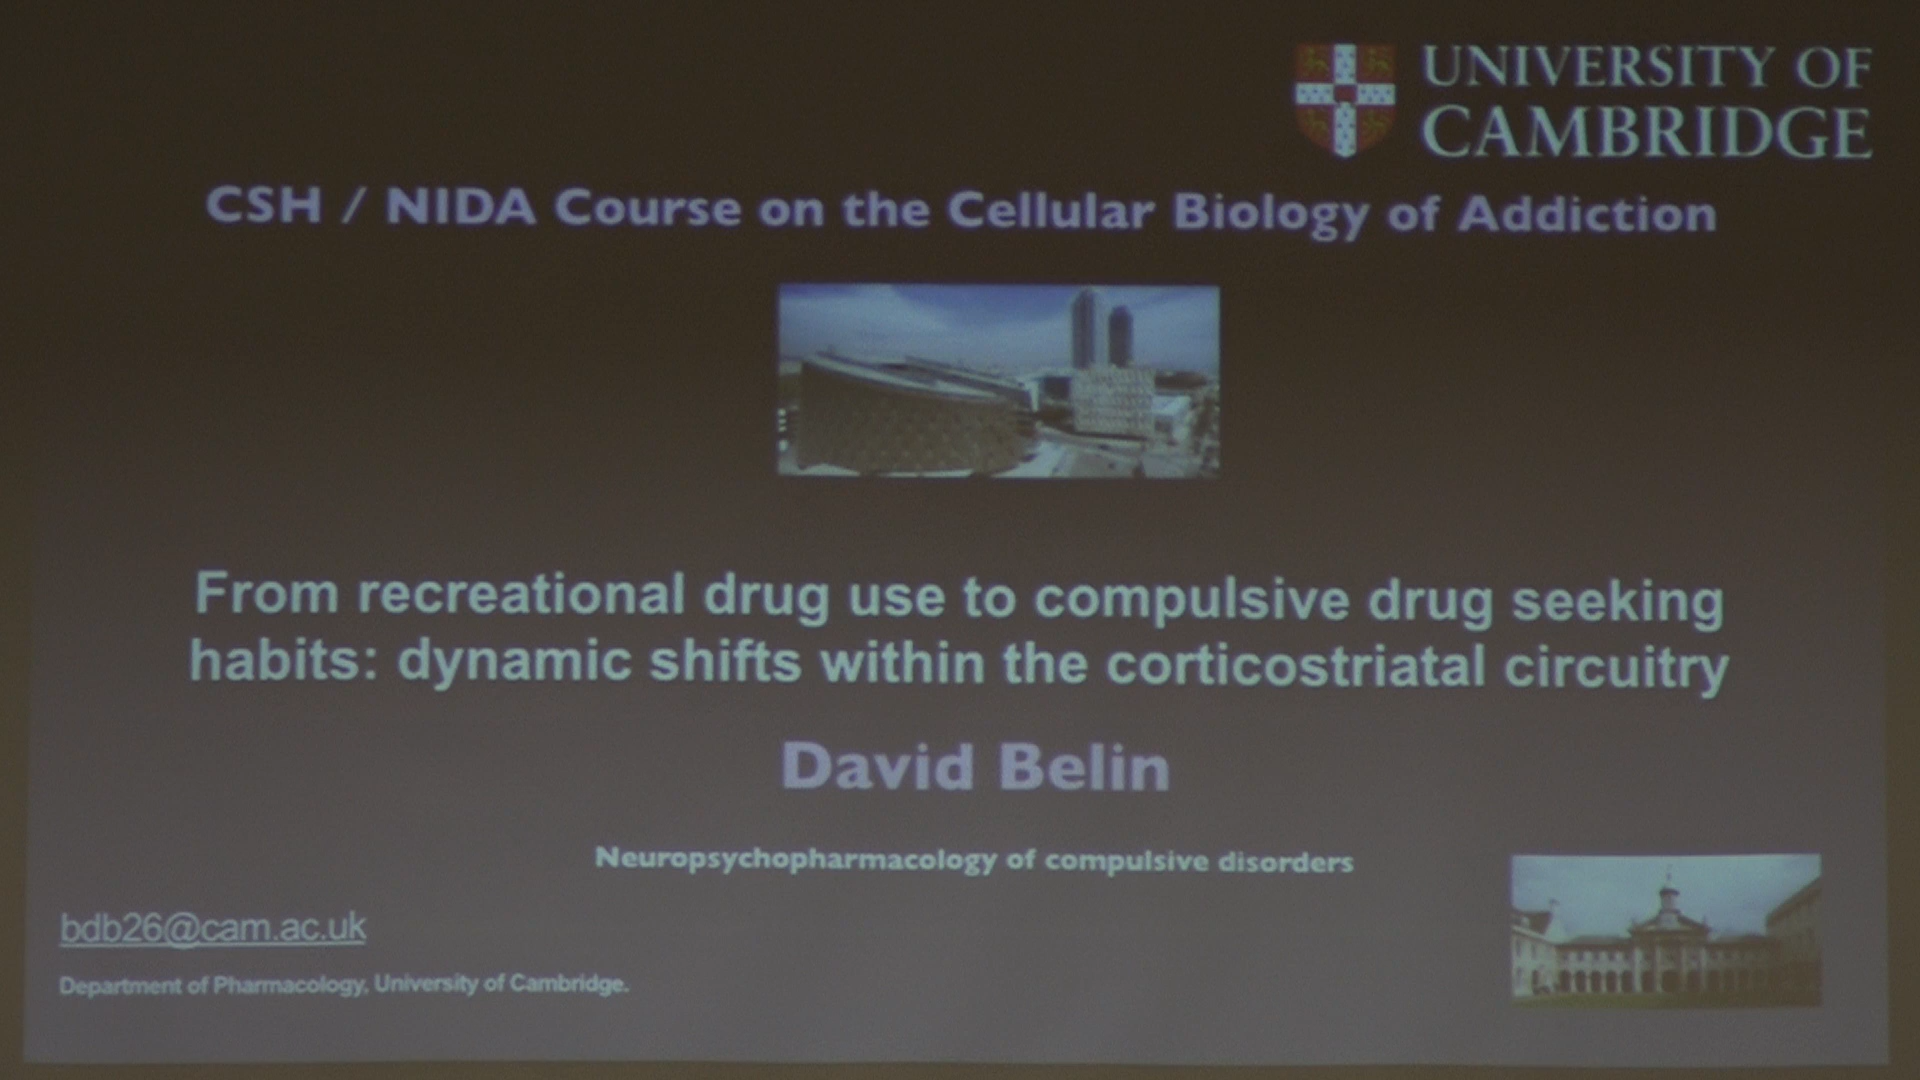 UNIVERSITY OF
CAMBRIDGE
CSH / NIDA Course on the Cellular Biology of Addiction
From recreational drug use to compulsive drug seeking
habits: dynamic shifts within the corticostriatal circuitry
David Belin
Neuropsychopharmacology of compulsive disorders
bdb26@cam.ac.uk
Department of Pharmacology, University of Cambridge.